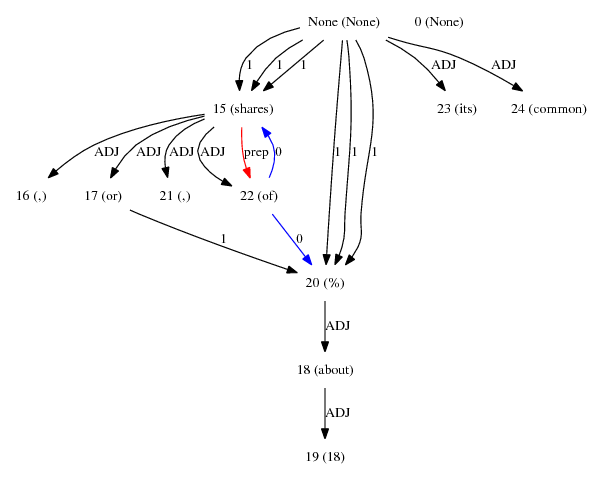 None (None) 0 (None)
1 1 1 ADJ ADJ
15 (shares) 23 (its) 24 (common)
ADJ ADJ ADJ ADJ prep 0 1 1 1
16 (,) 17 (or) 21 (,) 22 (of)
1 0
20 (%)
ADJ
18 (about)
ADJ
19 (18)